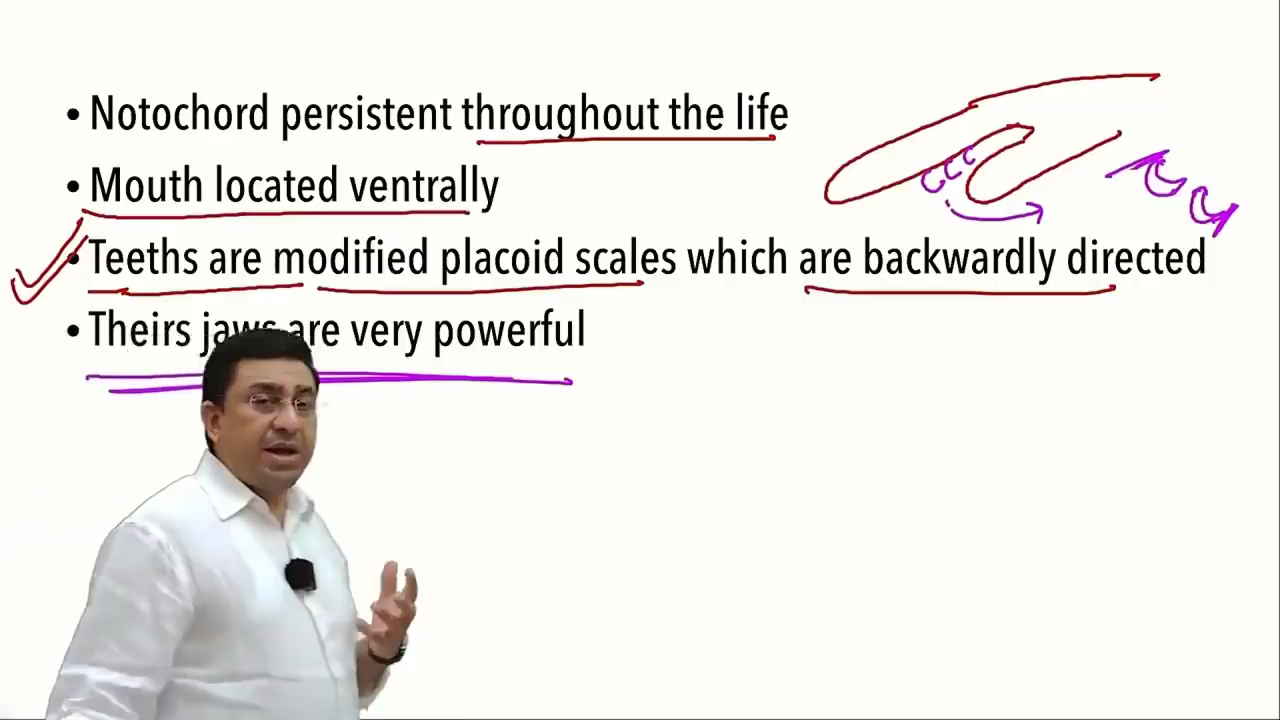 • Notochord persistent throughout the life
• Mouth located ventrally
• Teeths are modified placoid scales which are backwardly directed
• Theirs jaws are very powerful